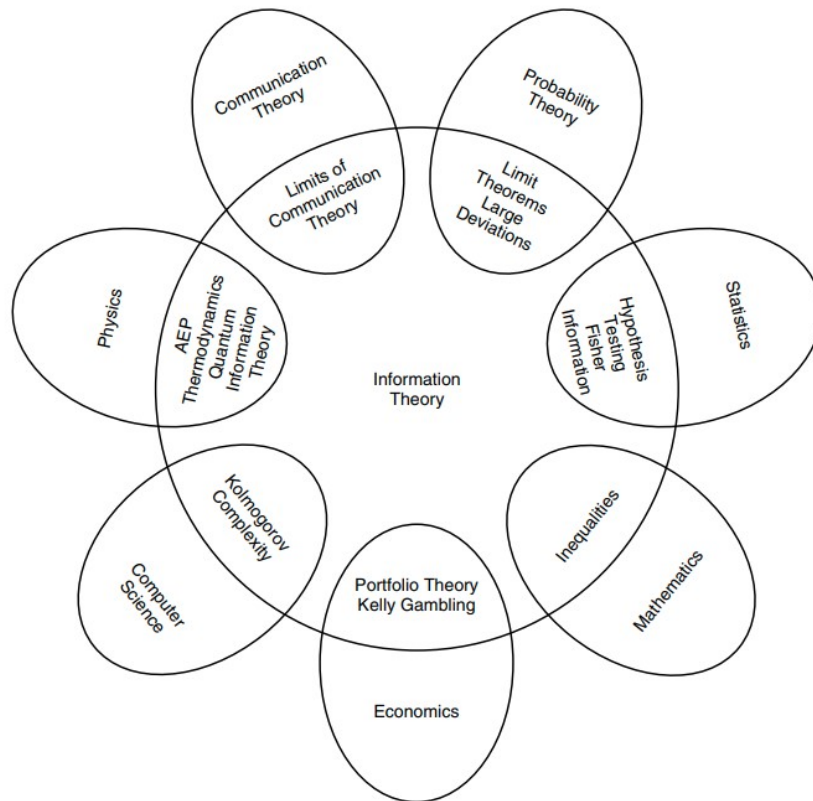 Communication
Theory
Probability
Theory
Limits of
Communication
Theory
Limit
Theorems
Large
Deviations
Physics
AEP
Thermodynamics
Quantum
Information
Theory
Hypothesis
Testing
Fisher
Information
Statistics
Information
Theory
Kolmogorov
Complexity
Computer
Science
Inequalities
Mathematics
Portfolio Theory
Kelly Gambling
Economics